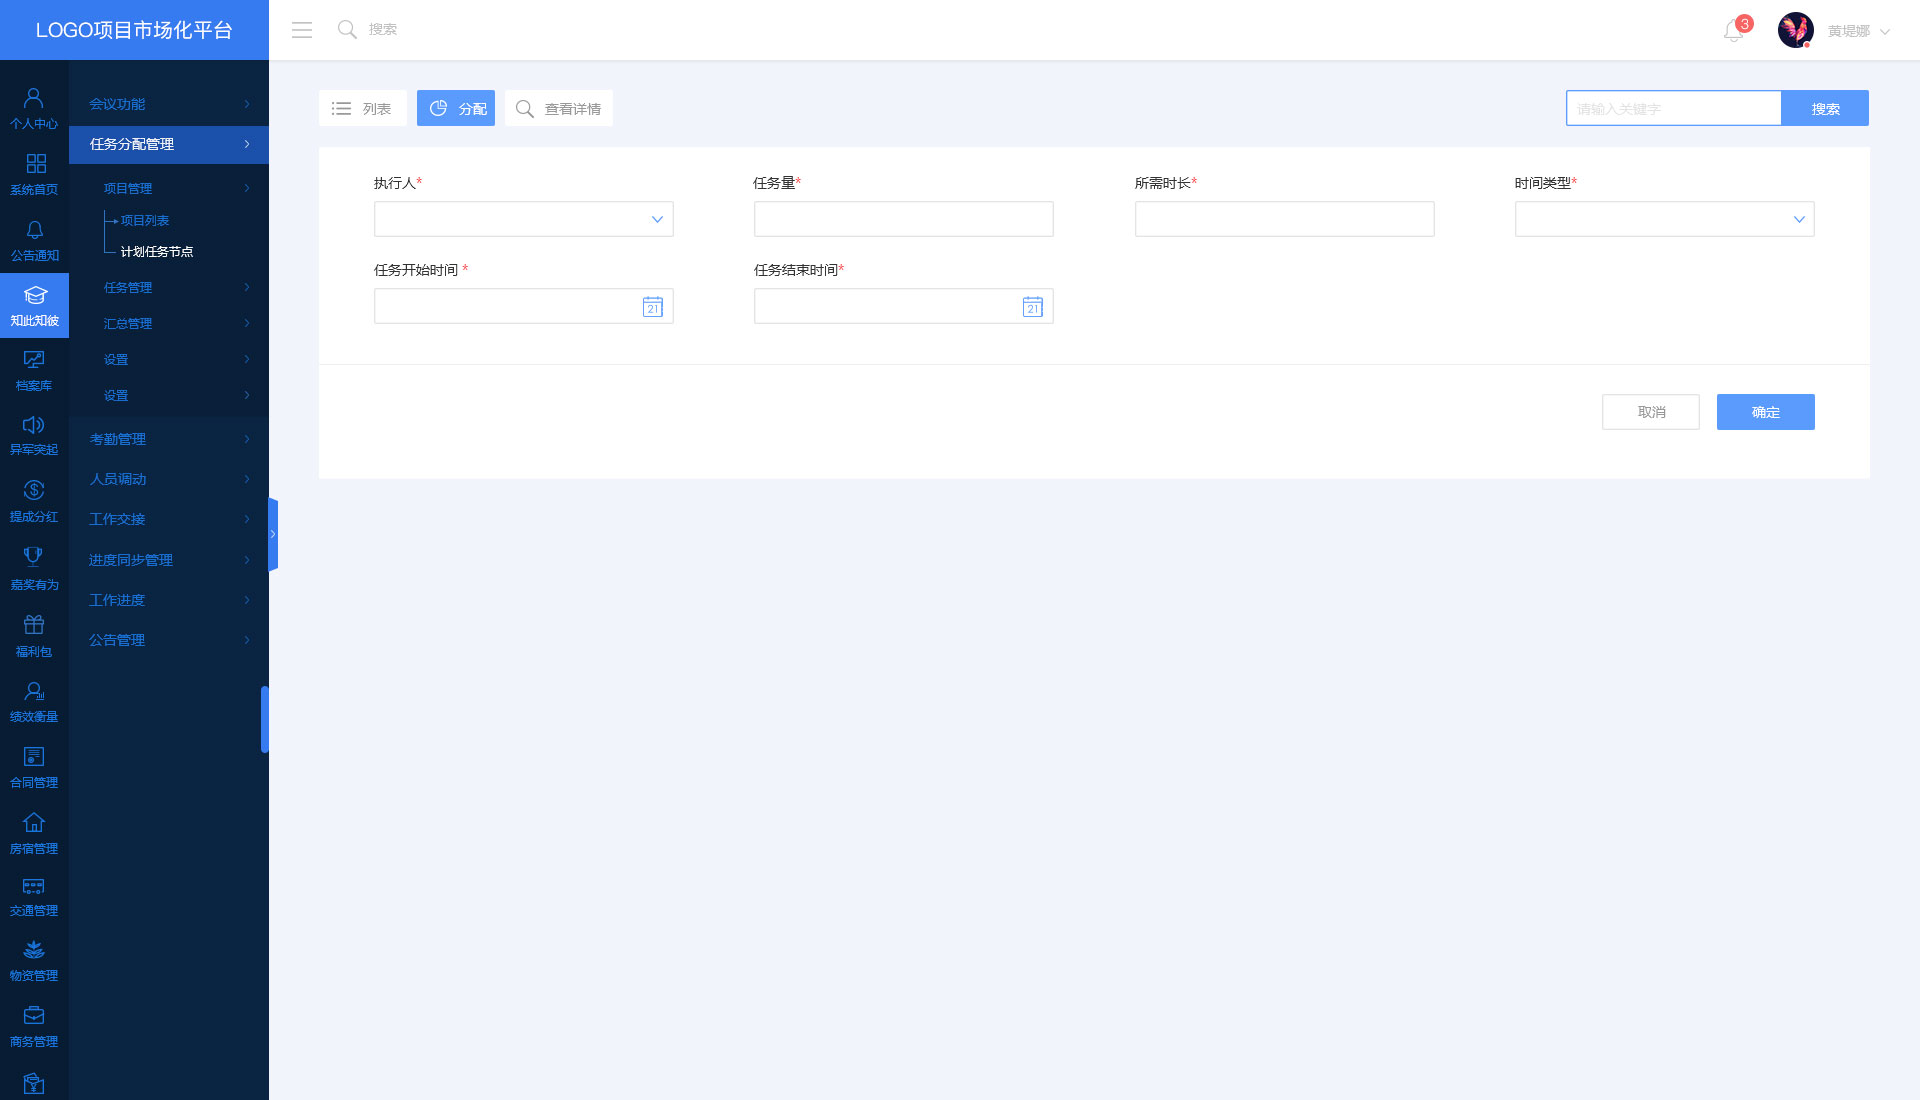 LOGO项目市场化平台
搜索
3
黄堤娜
个人中心
系统首页
公告通知
知此知彼
档案库
异军突起
提成分红
嘉奖有为
福利包
绩效衡量
合同管理
房宿管理
交通管理
物资管理
商务管理
会议功能
任务分配管理
项目管理
项目列表
计划任务节点
任务管理
汇总管理
设置
设置
考勤管理
人员调动
工作交接
进度同步管理
工作进度
公告管理
列表
分配
查看详情
请输入关键字
搜索
执行人*
任务量*
所需时长*
时间类型*
任务开始时间 *
任务结束时间*
21
21
取消
确定